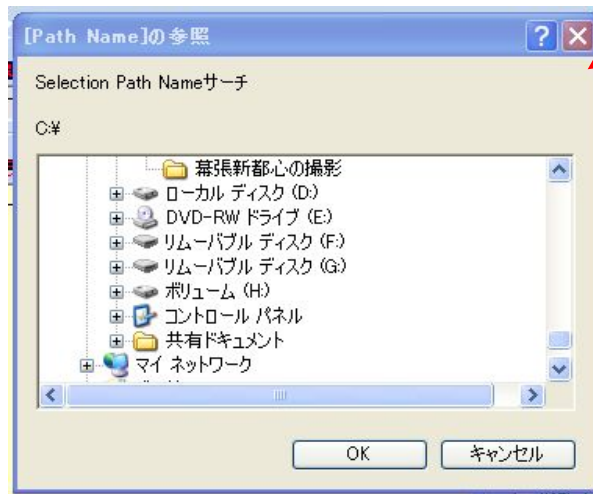 [Path Name]の参照
Selection Path Nameサーチ
C:¥
幕張新都心の撮影
ローカル ディスク (D:)
DVD-RW ドライブ (E:)
リムーバブル ディスク (F:)
リムーバブル ディスク (G:)
ボリューム (H:)
コントロール パネル
共有ドキュメント
マイ ネットワーク
OK
キャンセル